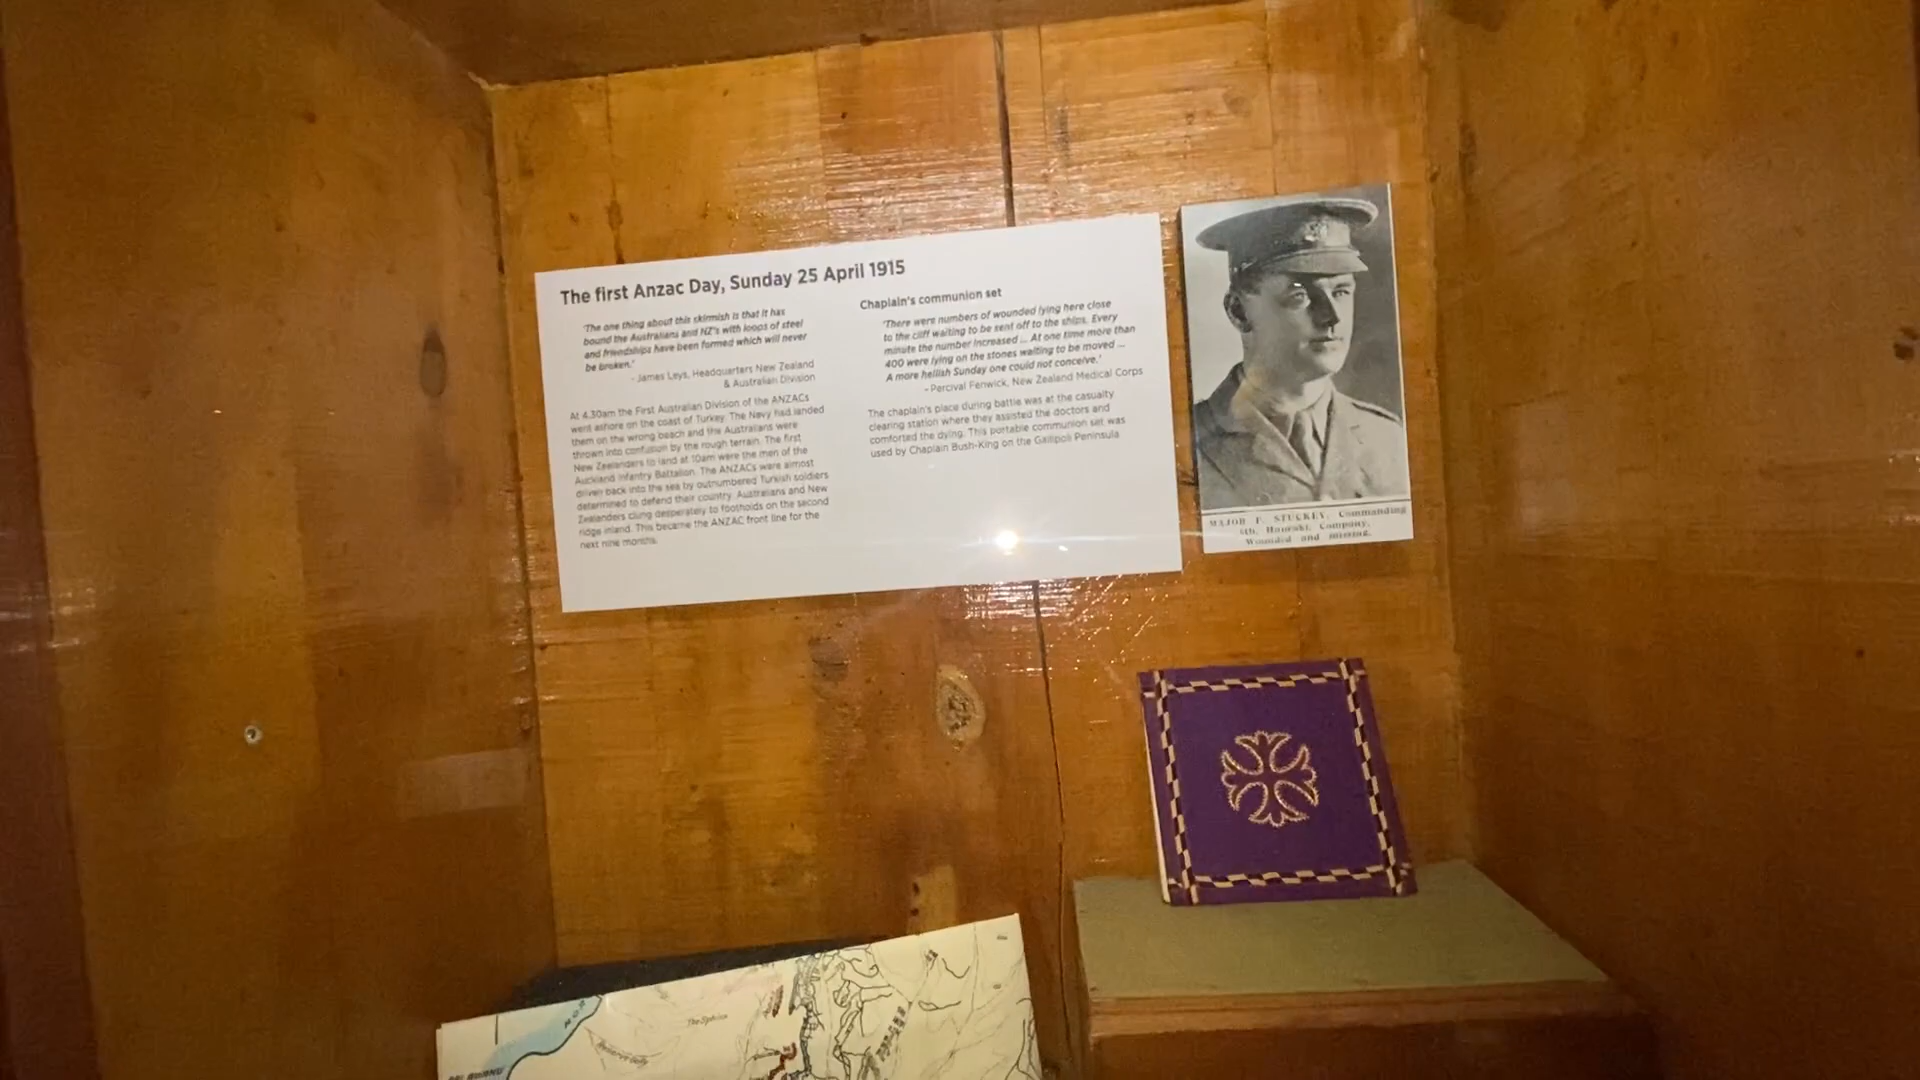 The first Anzac Day, Sunday 25 April 1915
'The one thing about this skirmish is that it has
bound the Australians and NZ's with loops of steel
and friendships have been formed which will never
be broken.'
- James Leys, Headquarters New Zealand
& Australian Division
At 4.30am the First Australian Division of the ANZACs
went ashore on the coast of Turkey. The Navy had landed
them on the wrong beach and the Australians were
thrown into confusion by the rough terrain. The first
New Zealanders to land at 10am were the men of the
Auckland Infantry Battalion. The ANZACs were almost
driven back into the sea by outnumbered Turkish soldiers
determined to defend their country. Australians and New
Zealanders clung desperately to footholds on the second
ridge inland. This became the ANZAC front line for the
next nine months.
Chaplain's communion set
'There were numbers of wounded lying here close
to the cliff waiting to be sent off to the ships. Every
minute the number increased ... At one time more than
400 were lying on the stones waiting to be moved ...
A more hellish Sunday one could not conceive.'
- Percival Fenwick, New Zealand Medical Corps
The chaplain's place during battle was at the casualty
clearing station where they assisted the doctors and
comforted the dying. This portable communion set was
used by Chaplain Bush-King on the Gallipoli Peninsula
MAJOR F. STUCKEY, Commanding
6th, Hauraki, Company,
Wounded and missing.
The Sphinx